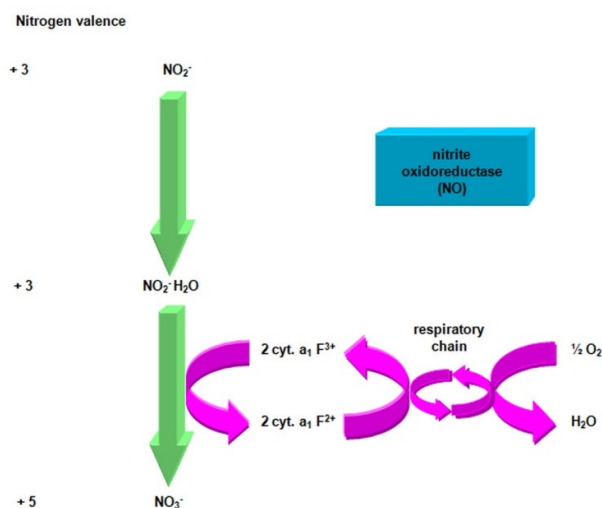 Nitrogen valence
+ 3
NO₂⁻
nitrite
oxidoreductase
(NO)
+ 3
NO₂⁻ H₂O
respiratory
chain
2 cyt. a₁ F³⁺
½ O₂
2 cyt. a₁ F²⁺
H₂O
+ 5
NO₃⁻